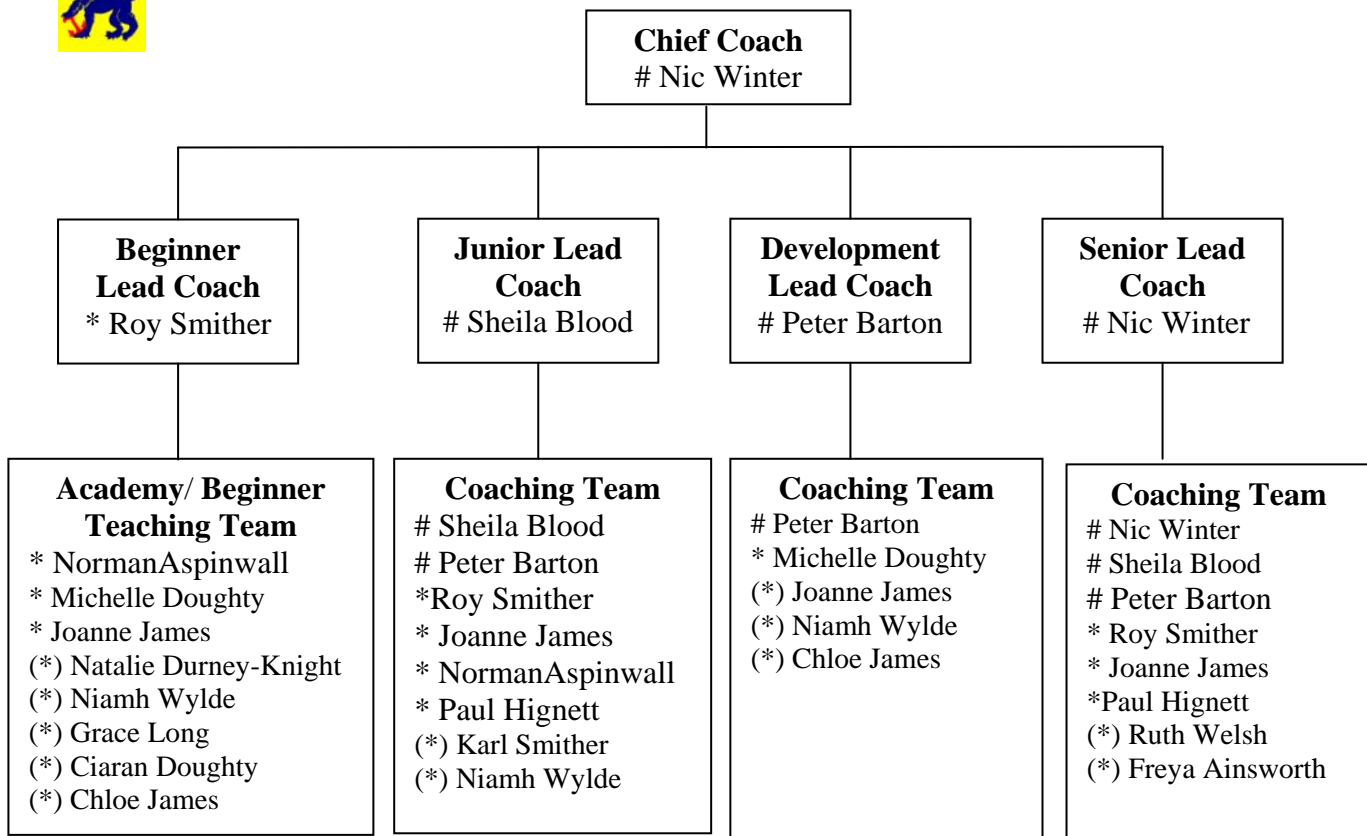 Chief Coach
# Nic Winter
Beginner
Lead Coach
* Roy Smither
Junior Lead
Coach
# Sheila Blood
Development
Lead Coach
# Peter Barton
Senior Lead
Coach
# Nic Winter
Academy/ Beginner
Teaching Team
* NormanAspinwall
* Michelle Doughty
* Joanne James
(*) Natalie Durney-Knight
(*) Niamh Wylde
(*) Grace Long
(*) Ciaran Doughty
(*) Chloe James
Coaching Team
# Sheila Blood
# Peter Barton
*Roy Smither
* Joanne James
* NormanAspinwall
* Paul Hignett
(*) Karl Smither
(*) Niamh Wylde
Coaching Team
# Peter Barton
* Michelle Doughty
(*) Joanne James
(*) Niamh Wylde
(*) Chloe James
Coaching Team
# Nic Winter
# Sheila Blood
# Peter Barton
* Roy Smither
* Joanne James
*Paul Hignett
(*) Ruth Welsh
(*) Freya Ainsworth